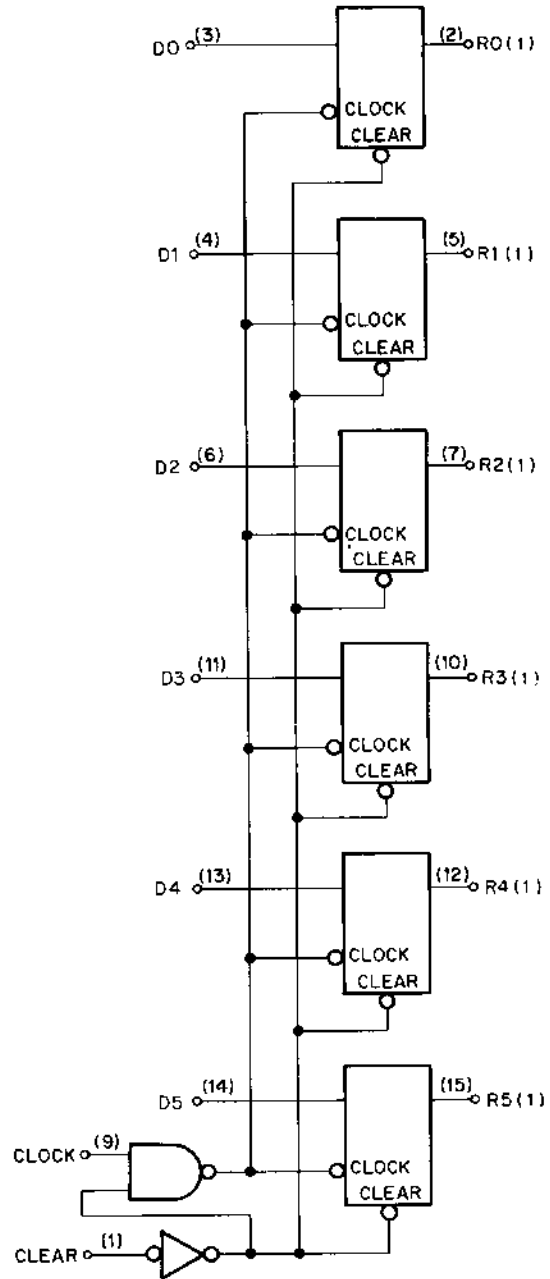 D0 (3) (2) R0(1)
CLOCK
CLEAR
D1 (4) (5) R1(1)
CLOCK
CLEAR
D2 (6) (7) R2(1)
CLOCK
CLEAR
D3 (11) (10) R3(1)
CLOCK
CLEAR
D4 (13) (12) R4(1)
CLOCK
CLEAR
D5 (14) (15) R5(1)
CLOCK (9) CLOCK
CLEAR
CLEAR (1)